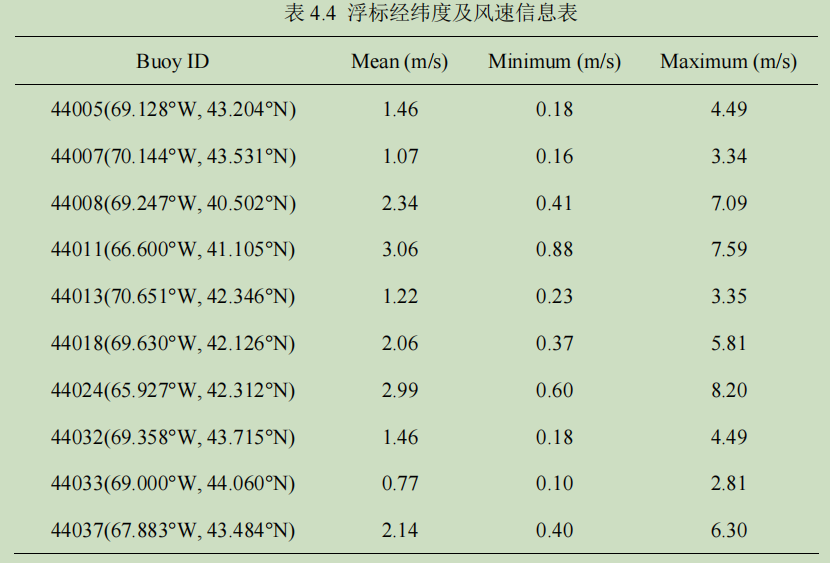 表 4.4 浮标经纬度及风速信息表
Buoy ID Mean (m/s) Minimum (m/s) Maximum (m/s)
44005(69.128°W, 43.204°N) 1.46 0.18 4.49
44007(70.144°W, 43.531°N) 1.07 0.16 3.34
44008(69.247°W, 40.502°N) 2.34 0.41 7.09
44011(66.600°W, 41.105°N) 3.06 0.88 7.59
44013(70.651°W, 42.346°N) 1.22 0.23 3.35
44018(69.630°W, 42.126°N) 2.06 0.37 5.81
44024(65.927°W, 42.312°N) 2.99 0.60 8.20
44032(69.358°W, 43.715°N) 1.46 0.18 4.49
44033(69.000°W, 44.060°N) 0.77 0.10 2.81
44037(67.883°W, 43.484°N) 2.14 0.40 6.30